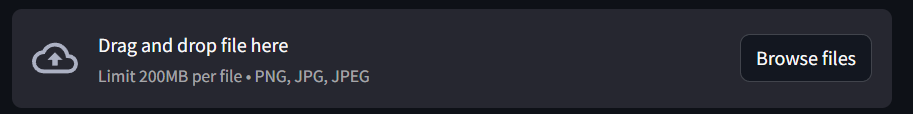 Drag and drop file here
Limit 200MB per file • PNG, JPG, JPEG
Browse files